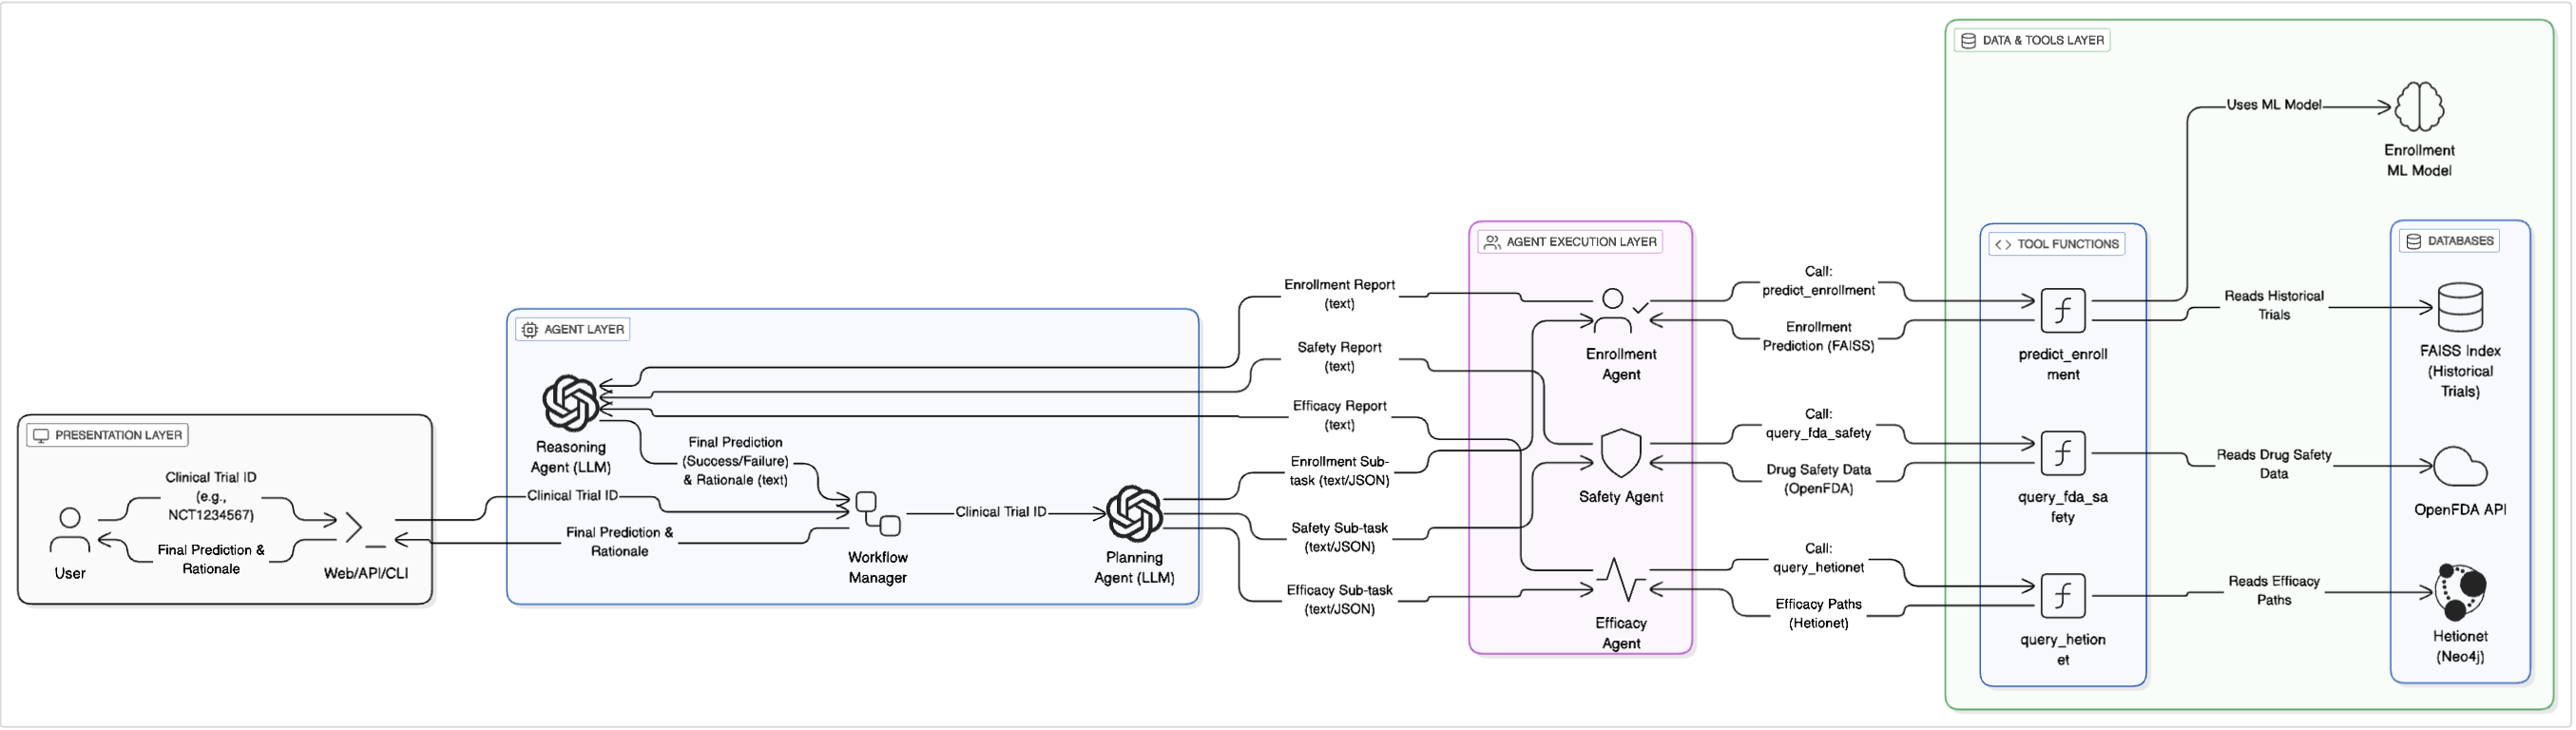 DATA & TOOLS LAYER
Uses ML Model
Enrollment
ML Model
AGENT EXECUTION LAYER
TOOL FUNCTIONS
DATABASES
Enrollment Report
(text)
Call:
predict_enrollment
Reads Historical
Trials
AGENT LAYER
Enrollment
Prediction (FAISS)
Safety Report
(text)
Enrollment
Agent
predict_enroll
ment
FAISS Index
(Historical
Trials)
Efficacy Report
(text)
Call:
query_fda_safety
PRESENTATION LAYER
Reasoning
Agent (LLM)
Final Prediction
(Success/Failure)
& Rationale (text)
Enrollment Sub-
task (text/JSON)
Drug Safety Data
(OpenFDA)
Reads Drug Safety
Data
Clinical Trial ID
(e.g.,
NCT1234567)
Clinical Trial ID
Clinical Trial ID
Safety Agent
query_fda_sa
fety
OpenFDA API
Final Prediction &
Rationale
Final Prediction &
Rationale
Safety Sub-task
(text/JSON)
User
Web/API/CLI
Workflow
Manager
Planning
Agent (LLM)
Call:
query_hetionet
Efficacy Sub-task
(text/JSON)
Efficacy Paths
(Hetionet)
Reads Efficacy
Paths
Efficacy
Agent
query_hetion
et
Hetionet
(Neo4j)